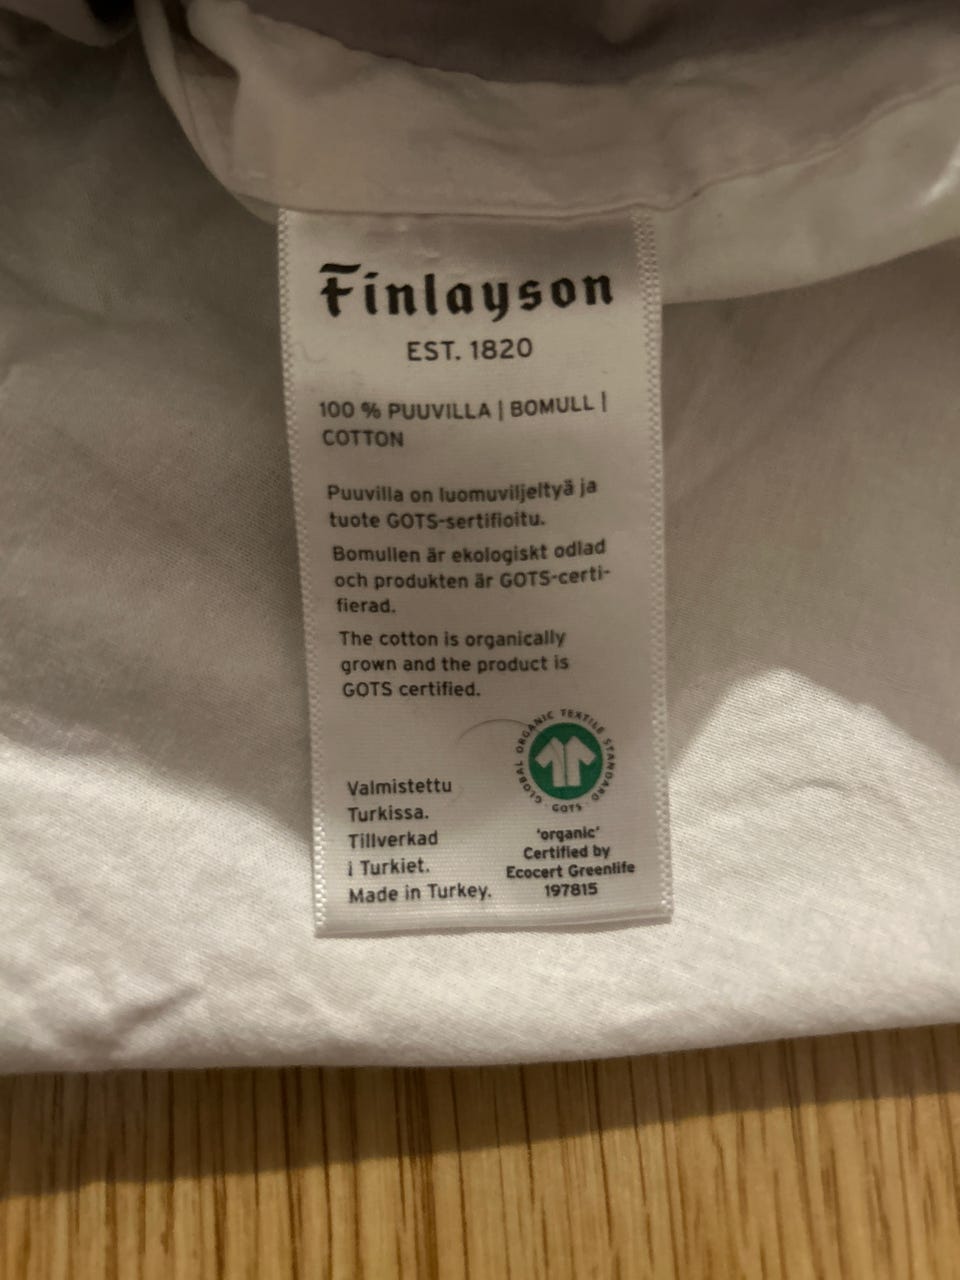 Finlayson
EST. 1820
100 % PUUVILLA | BOMULL |
COTTON
Puuvilla on luomuviljeltyä ja
tuote GOTS-sertifioitu.
Bomullen är ekologiskt odlad
och produkten är GOTS-certi-
fierad.
The cotton is organically
grown and the product is
GOTS certified.
Valmistettu
Turkissa.
Tillverkad
i Turkiet.
Made in Turkey.
GLOBAL ORGANIC TEXTILE STANDARD · GOTS ·
'organic'
Certified by
Ecocert Greenlife
197815